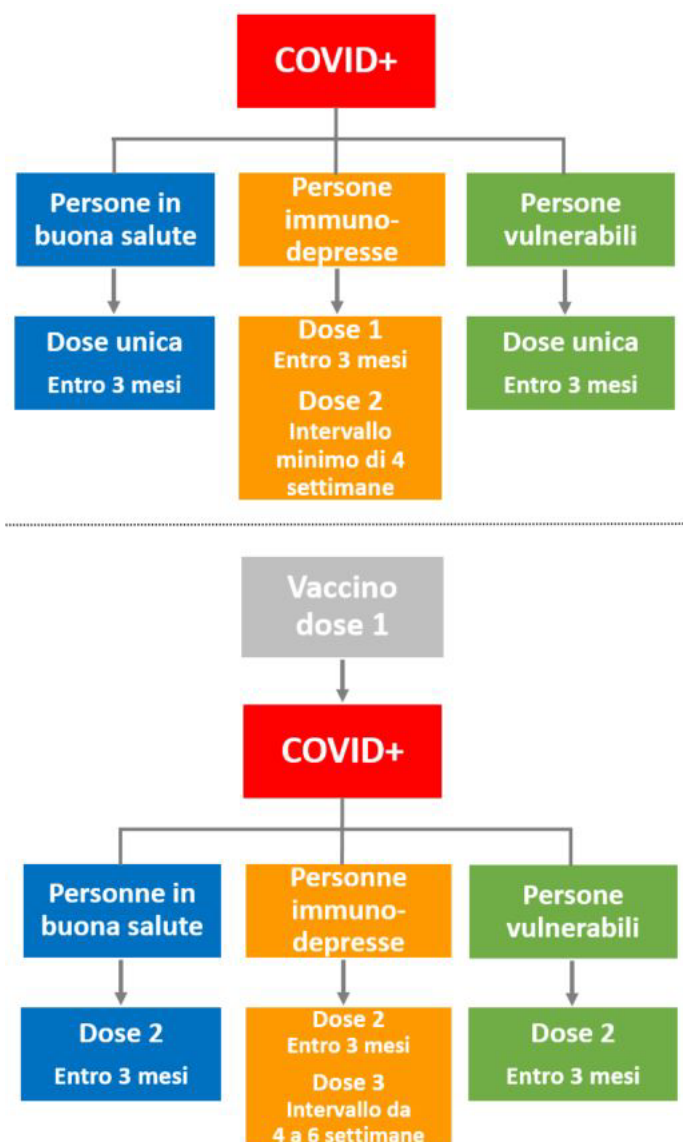 COVID+
Persone in
buona salute
Persone
immuno-
depresse
Persone
vulnerabili
Dose unica
Entro 3 mesi
Dose 1
Entro 3 mesi
Dose 2
Intervallo
minimo di 4
settimane
Dose unica
Entro 3 mesi
Vaccino
dose 1
COVID+
Personne in
buona salute
Personne
immuno-
depresse
Persone
vulnerabili
Dose 2
Entro 3 mesi
Dose 2
Entro 3 mesi
Dose 3
Intervallo da
4 a 6 settimane
Dose 2
Entro 3 mesi